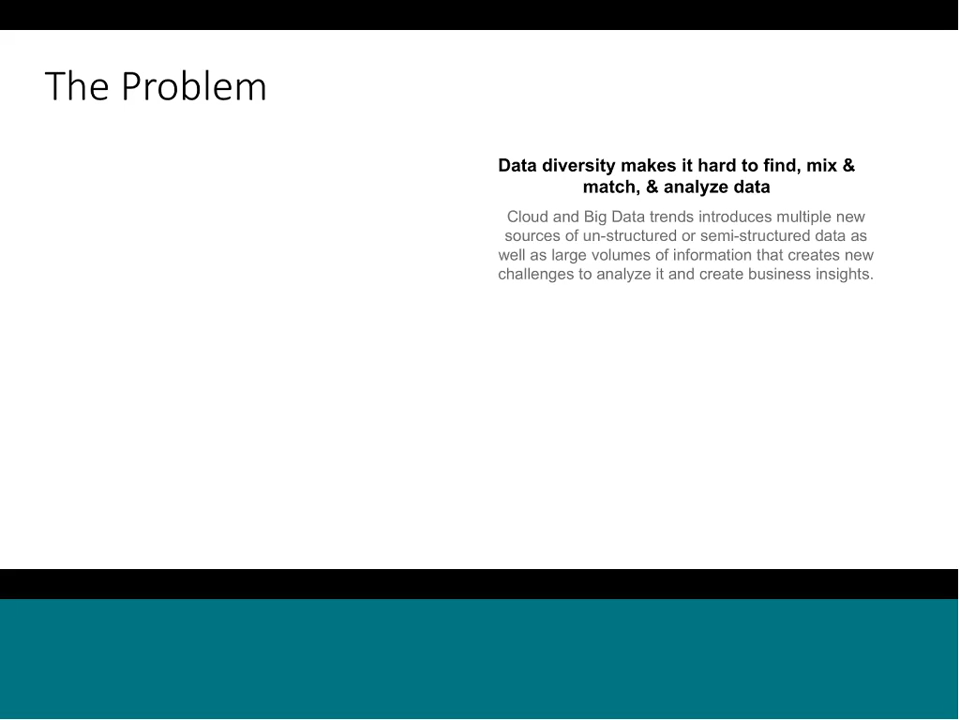 The Problem
Data diversity makes it hard to find, mix &
match, & analyze data
Cloud and Big Data trends introduces multiple new
sources of un-structured or semi-structured data as
well as large volumes of information that creates new
challenges to analyze it and create business insights.